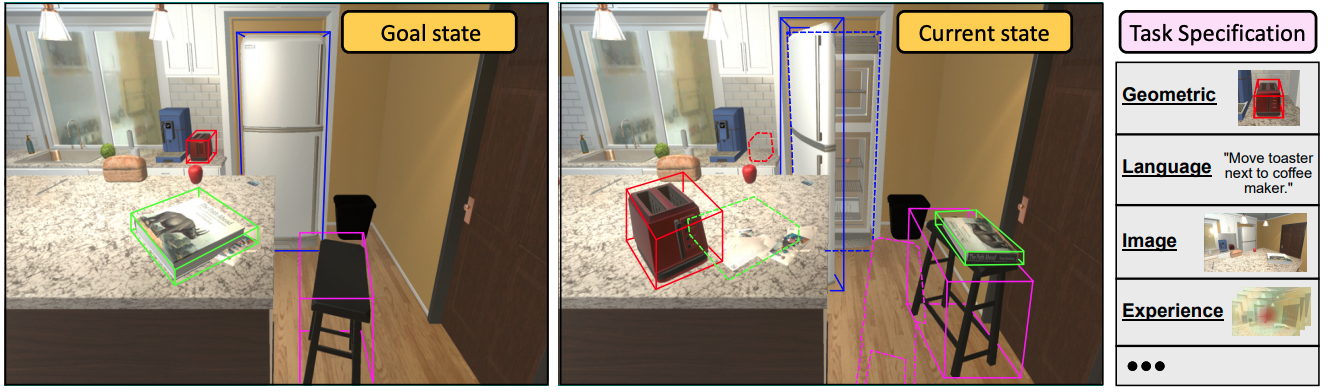 Goal state
Current state
Task Specification
Geometric
Language
"Move toaster
next to coffee
maker."
Image
Experience